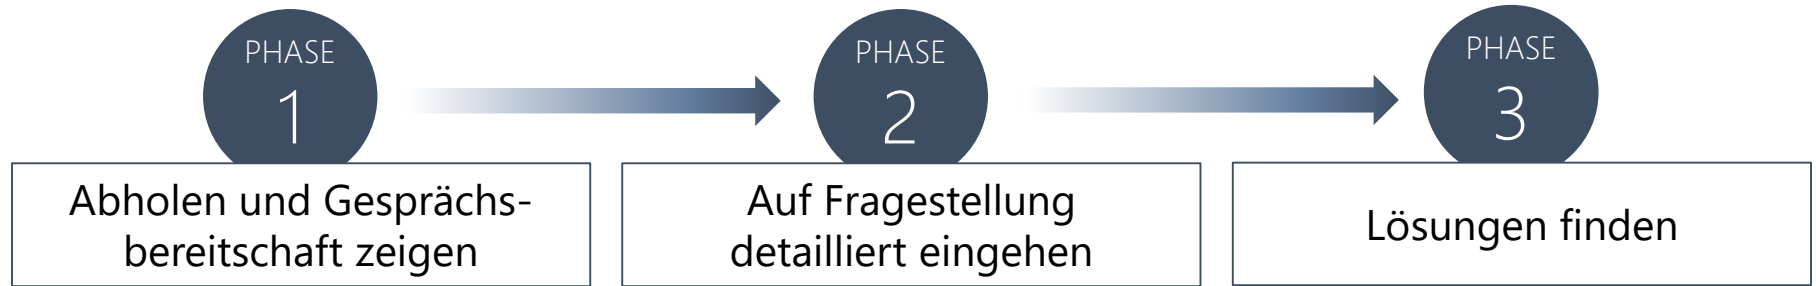 PHASE
1
Abholen und Gesprächs-
bereitschaft zeigen
PHASE
2
Auf Fragestellung
detailliert eingehen
PHASE
3
Lösungen finden